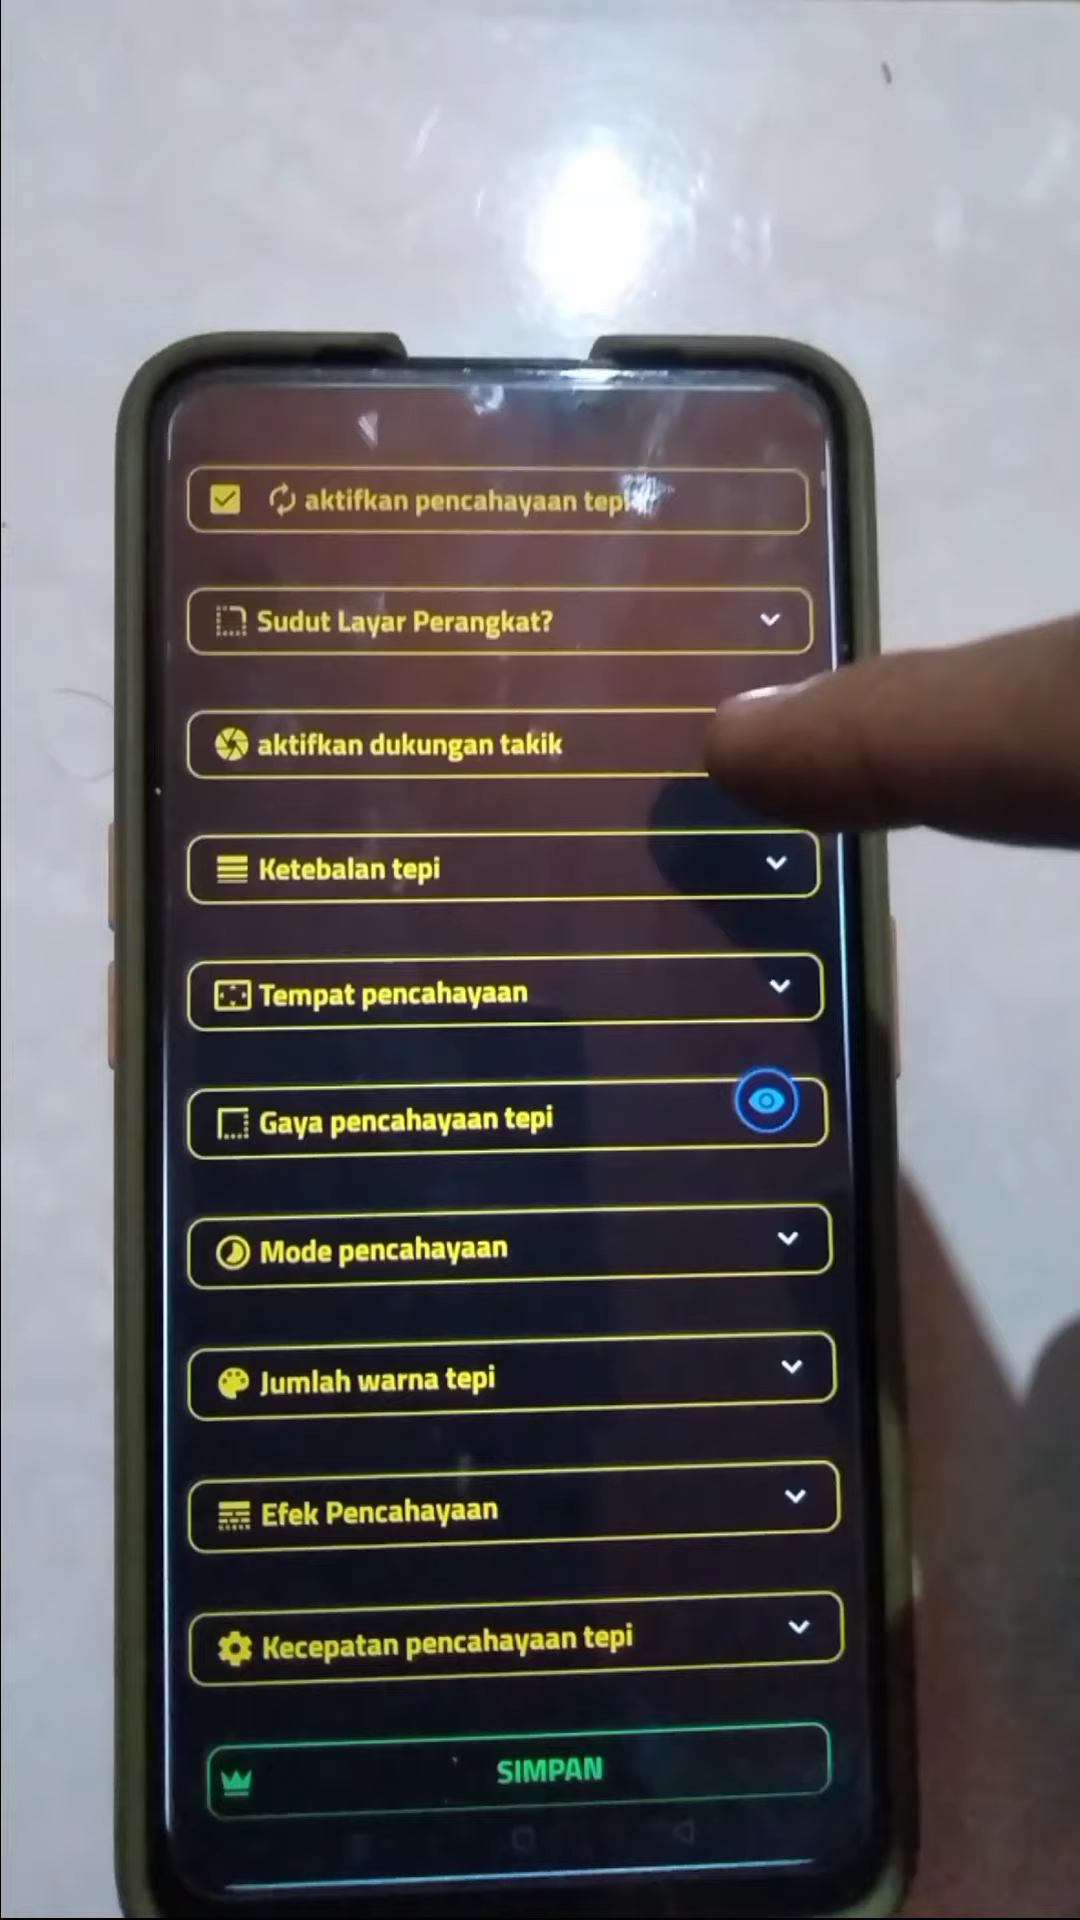 aktifkan pencahayaan tepi
Sudut Layar Perangkat?
aktifkan dukungan takik
Ketebalan tepi
Tempat pencahayaan
Gaya pencahayaan tepi
Mode pencahayaan
Jumlah warna tepi
Efek Pencahayaan
Kecepatan pencahayaan tepi
SIMPAN